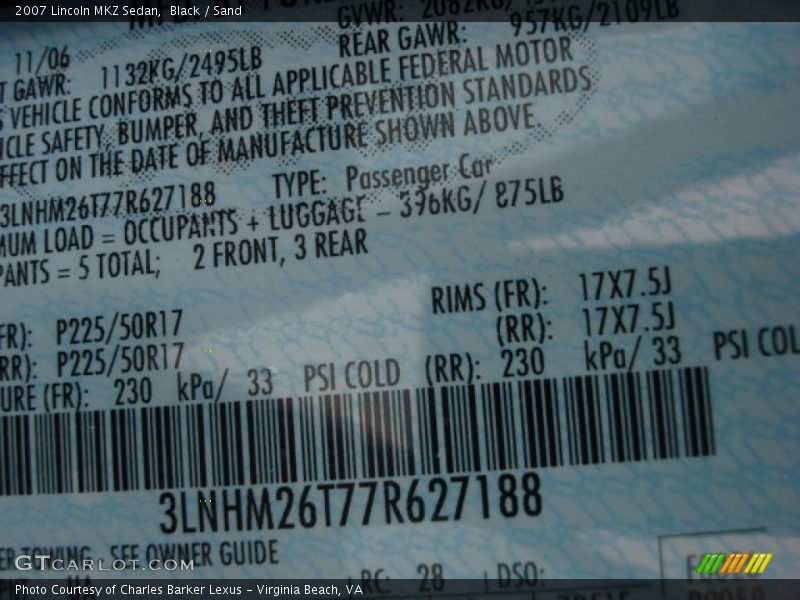 2007 Lincoln MKZ Sedan, Black / Sand
11/06
GVWR: 2082KG/
GAWR: 1132KG/2495LB REAR GAWR: 957KG/2109LB
VEHICLE CONFORMS TO ALL APPLICABLE FEDERAL MOTOR
ICLE SAFETY, BUMPER, AND THEFT PREVENTION STANDARDS
FFECT ON THE DATE OF MANUFACTURE SHOWN ABOVE.
3LNHM26T77R627188 TYPE: Passenger Car
MUM LOAD = OCCUPANTS + LUGGAGE - 396KG/ 875LB
PANTS = 5 TOTAL; 2 FRONT, 3 REAR
FR): P225/50R17 RIMS (FR): 17X7.5J
RR): P225/50R17 (RR): 17X7.5J
URE (FR): 230 kPa/ 33 PSI COLD (RR): 230 kPa/ 33 PSI COL
3LNHM26T77R627188
ER TOWING - SEE OWNER GUIDE
RC: 28 DSO:
GTCarLot.com
Photo Courtesy of Charles Barker Lexus - Virginia Beach, VA